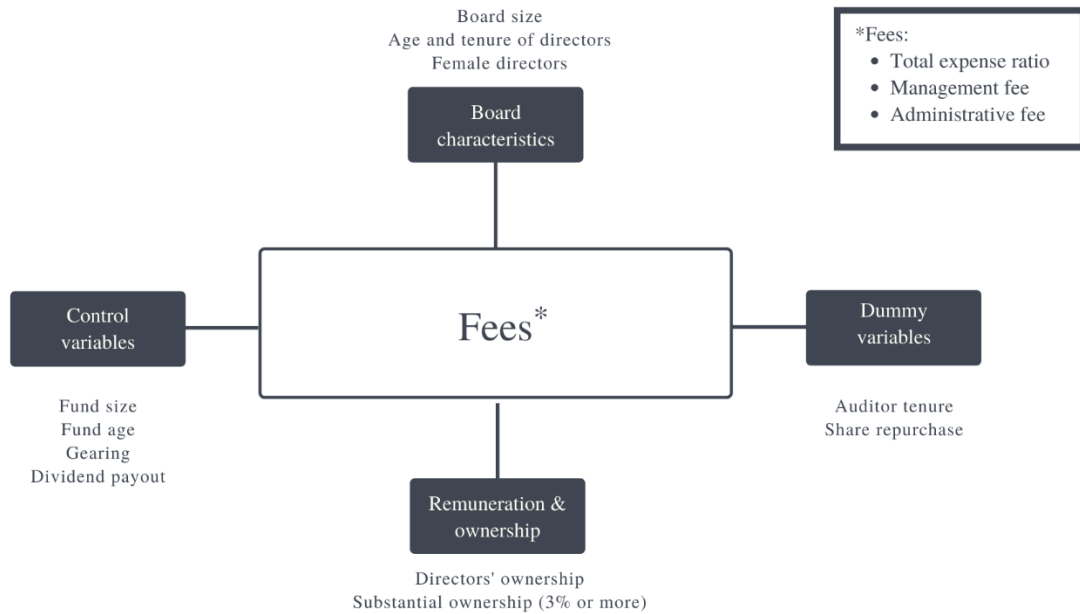 Board size
Age and tenure of directors
Female directors
*Fees:
• Total expense ratio
• Management fee
• Administrative fee
Board
characteristics
Control
variables
Fees*
Dummy
variables
Fund size
Fund age
Gearing
Dividend payout
Auditor tenure
Share repurchase
Remuneration &
ownership
Directors' ownership
Substantial ownership (3% or more)